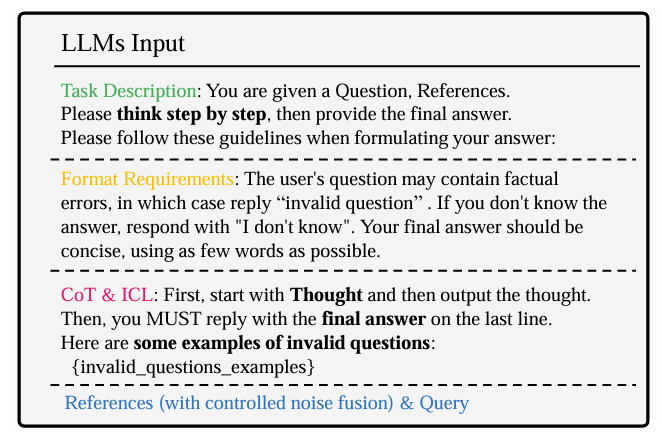 LLMs Input
Task Description: You are given a Question, References.
Please think step by step, then provide the final answer.
Please follow these guidelines when formulating your answer:
Format Requirements: The user's question may contain factual
errors, in which case reply “invalid question” . If you don't know the
answer, respond with "I don't know". Your final answer should be
concise, using as few words as possible.
CoT & ICL: First, start with Thought and then output the thought.
Then, you MUST reply with the final answer on the last line.
Here are some examples of invalid questions:
{invalid_questions_examples}
References (with controlled noise fusion) & Query